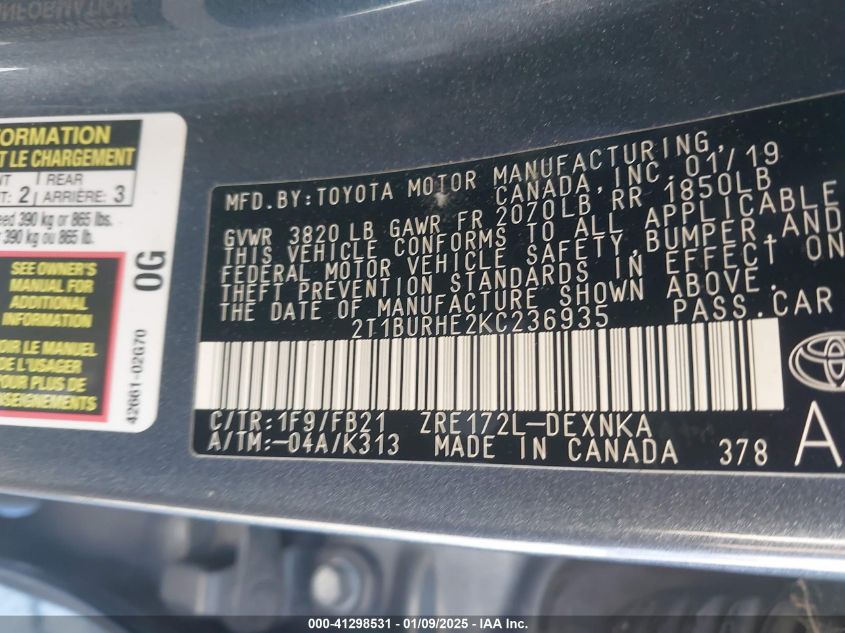 INFORMATION
FORMATION
T LE CHARGEMENT
NT 2 REAR
ARRIÈRE: 3
eed 390 kg or 865 lbs.
390 kg ou 865 lb.
SEE OWNER'S
MANUAL FOR
ADDITIONAL
INFORMATION
OIR LE MANUEL
DE L'USAGER
POUR PLUS DE
ENSEIGNEMENTS
0G
42661-02G70
MFD. BY: TOYOTA MOTOR MANUFACTURING,
CANADA, INC. 01/19
GVWR 3820 LB GAWR FR 2070LB RR 1850LB
THIS VEHICLE CONFORMS TO ALL APPLICABLE
FEDERAL MOTOR VEHICLE SAFETY, BUMPER, AND
THEFT PREVENTION STANDARDS IN EFFECT ON
THE DATE OF MANUFACTURE SHOWN ABOVE.
2T1BURHE2KC236935 PASS. CAR
C/TR: 1F9/FB21 ZRE172L-DEXNKA
A/TM:-04A/K313 MADE IN CANADA 378 A
000-41298531 - 01/09/2025 - IAA Inc.